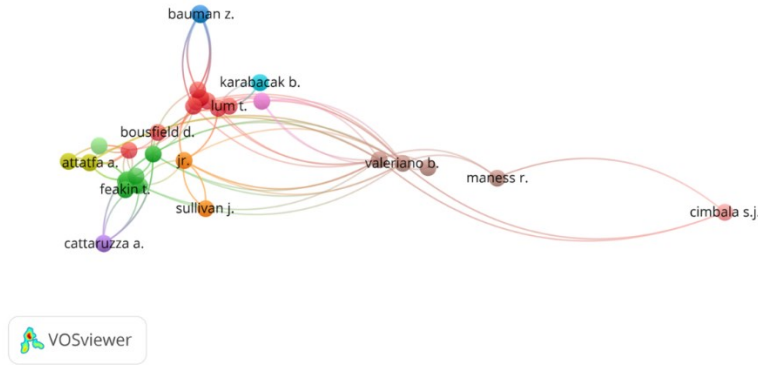 bauman z.
karabacak b.
lum t.
bousfield d.
attatfa a.
jr.
valeriano b.
maness r.
feakin t.
sullivan j.
cimbala s.j.
cattaruzza a.
VOSviewer